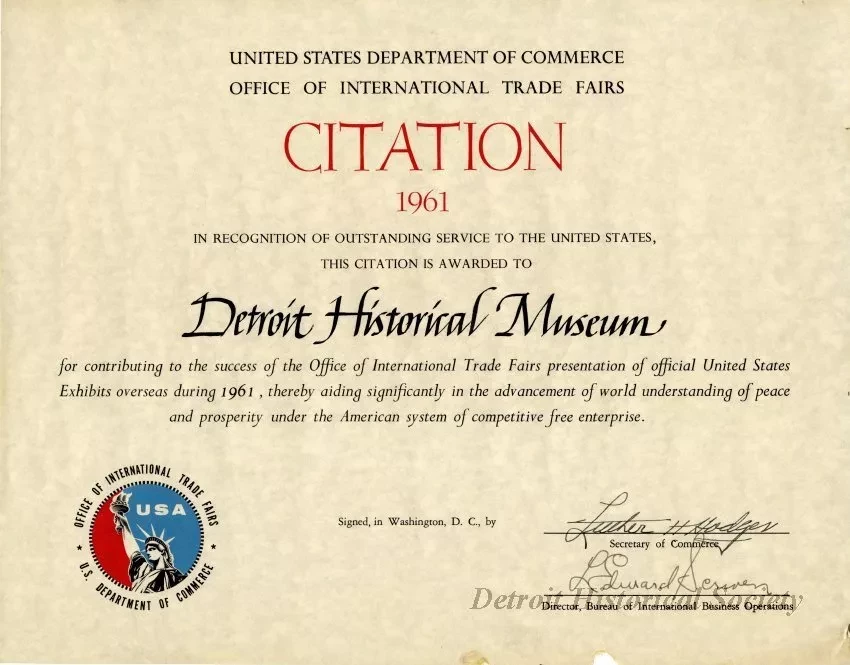 UNITED STATES DEPARTMENT OF COMMERCE
OFFICE OF INTERNATIONAL TRADE FAIRS
CITATION
1961
IN RECOGNITION OF OUTSTANDING SERVICE TO THE UNITED STATES,
THIS CITATION IS AWARDED TO
Detroit Historical Museum
for contributing to the success of the Office of International Trade Fairs presentation of official United States
Exhibits overseas during 1961, thereby aiding significantly in the advancement of world understanding of peace
and prosperity under the American system of competitive free enterprise.
OFFICE OF INTERNATIONAL TRADE FAIRS
USA
★ U.S. DEPARTMENT OF COMMERCE ★
Signed, in Washington, D. C., by
Luther H Hodges
Secretary of Commerce
L Edward Scriven
Detroit Historical Society
Director, Bureau of International Business Operations